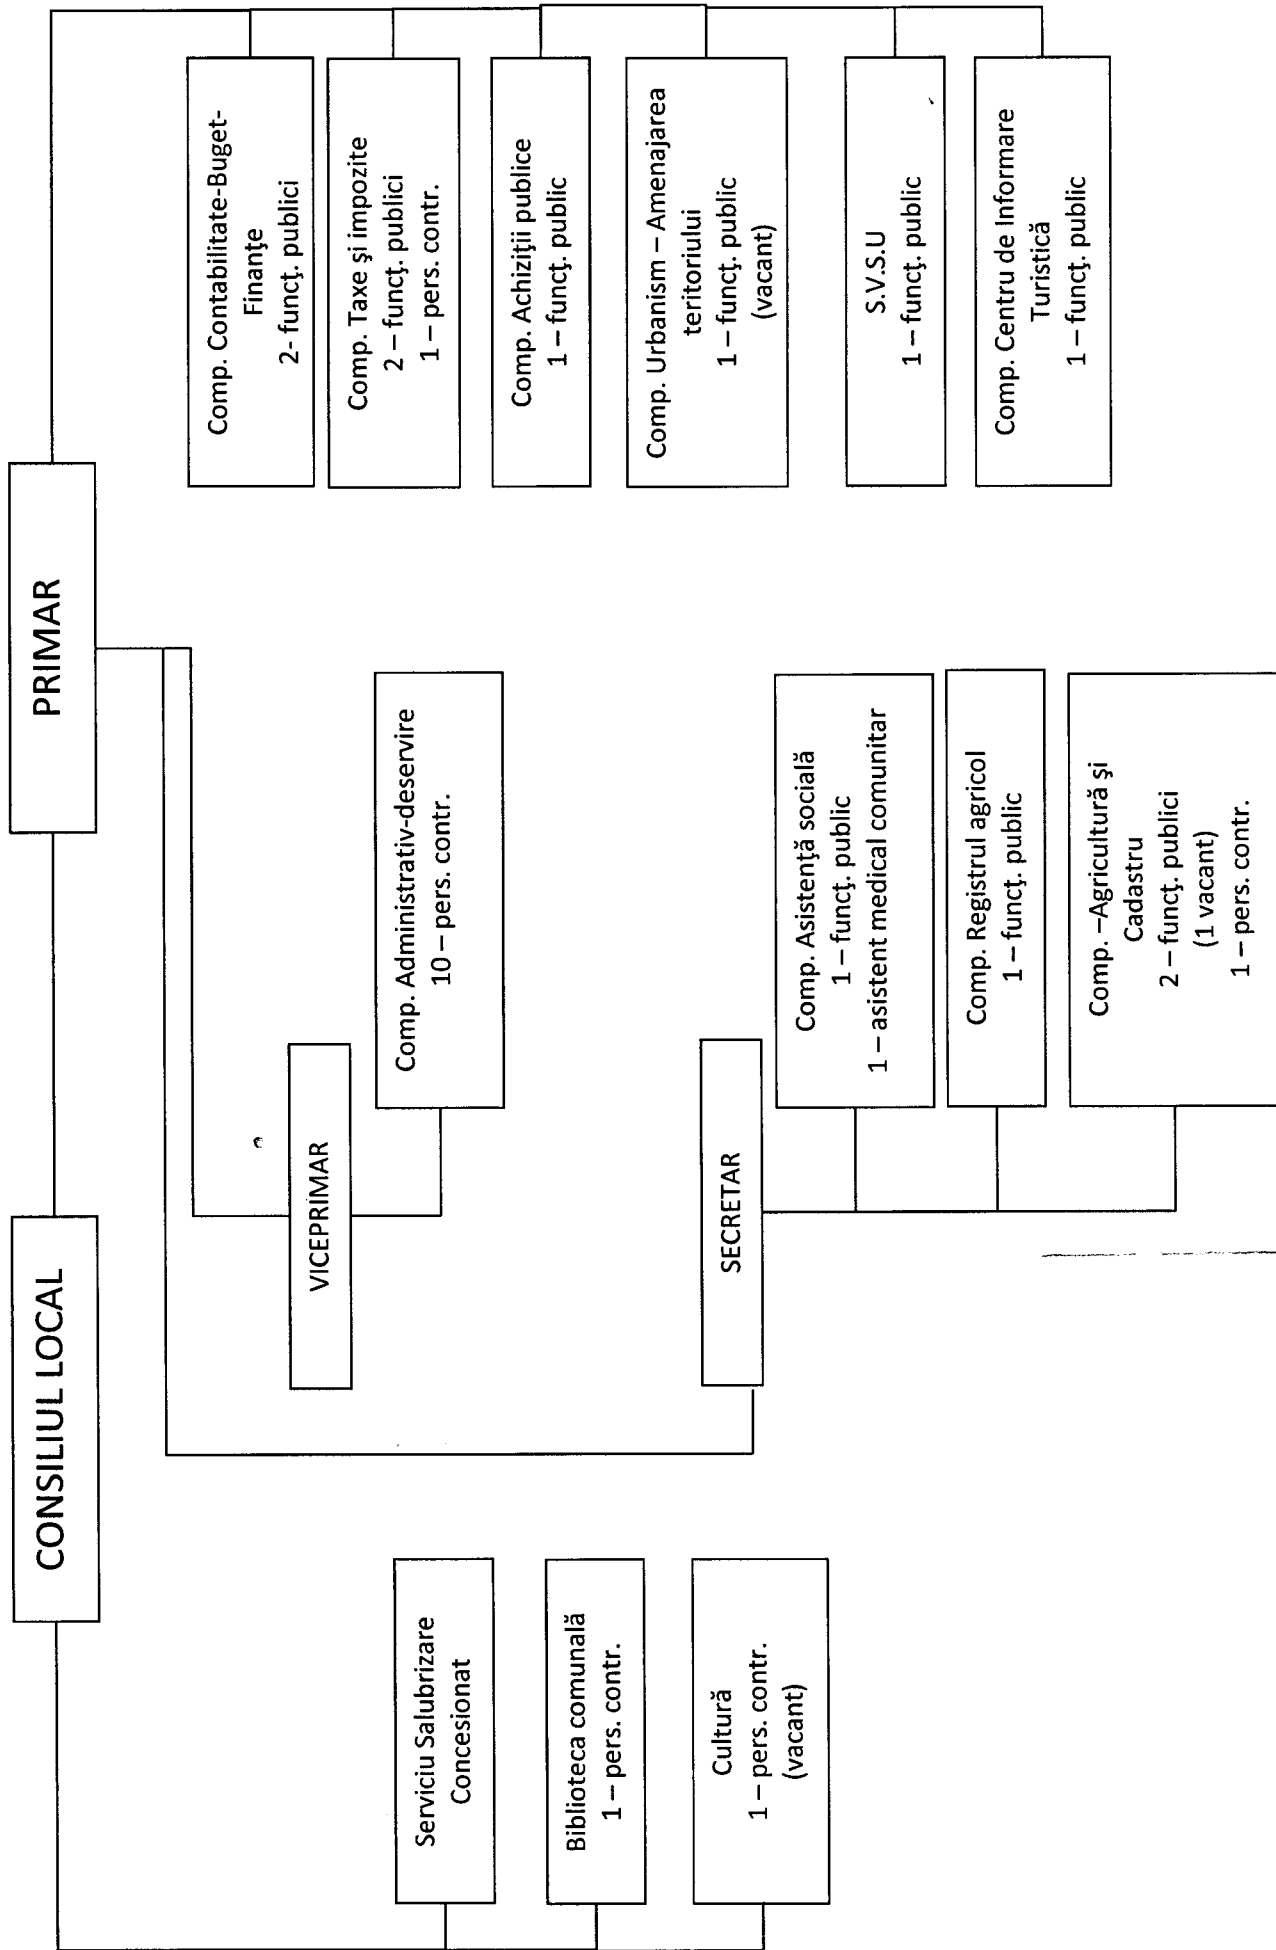 CONSILIUL LOCAL
PRIMAR
Serviciu Salubrizare
Concesionat
Biblioteca comunală
1 – pers. contr.
Cultură
1 – pers. contr.
(vacant)
VICEPRIMAR
Comp. Administrativ-deservire
10 – pers. contr.
SECRETAR
Comp. Asistenţă socială
1 – funcţ. public
1 – asistent medical comunitar
Comp. Registrul agricol
1 – funcţ. public
Comp. –Agricultură şi
Cadastru
2 – funcţ. publici
(1 vacant)
1 – pers. contr.
Comp. Contabilitate-Buget-
Finanţe
2- funcţ. publici
Comp. Taxe şi impozite
2 – funcţ. publici
1 – pers. contr.
Comp. Achiziţii publice
1 – funcţ. public
Comp. Urbanism – Amenajarea
teritoriului
1 – funcţ. public
(vacant)
S.V.S.U
1 – funcţ. public
Comp. Centru de Informare
Turistică
1 – funcţ. public